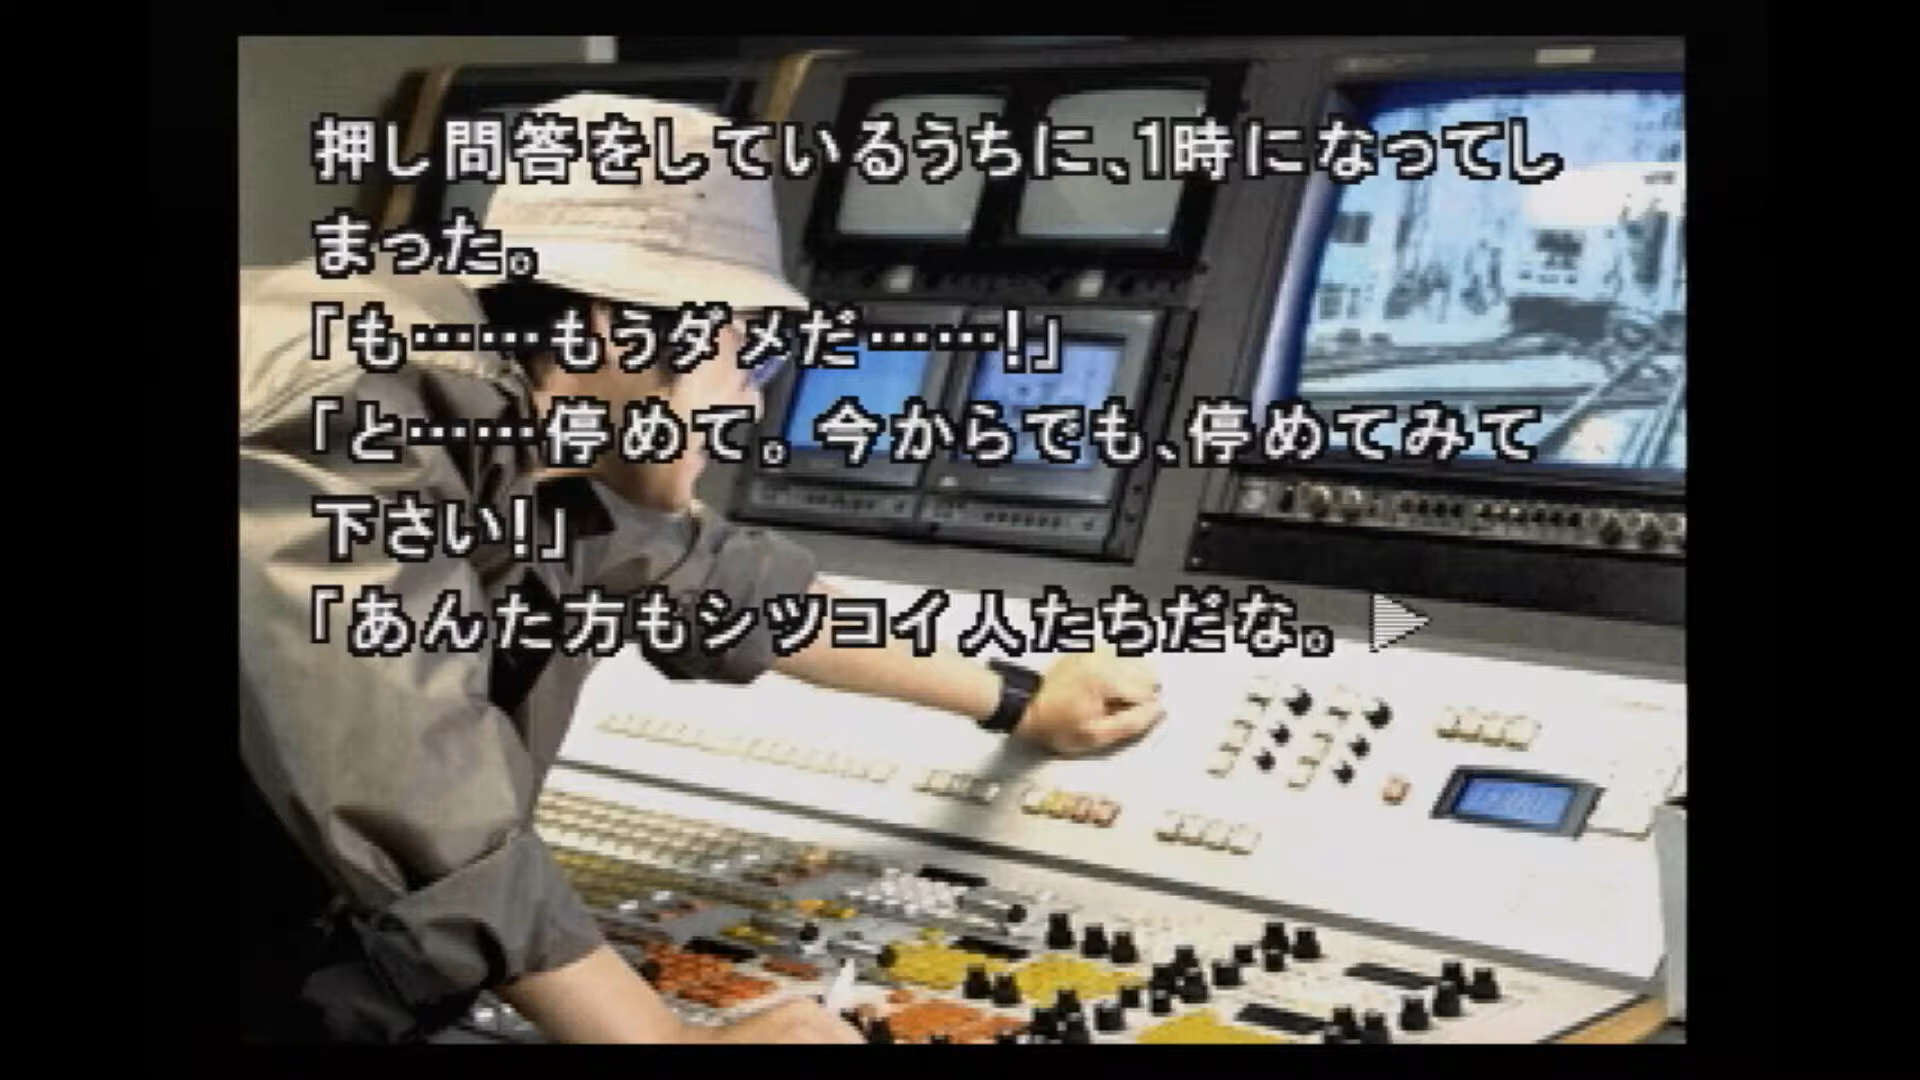 押し問答をしているうちに、1時になってし
まった。
「も……もうダメだ……!」
「と……停めて。今からでも、停めてみて
下さい!」
「あんた方もシツコイ人たちだな。